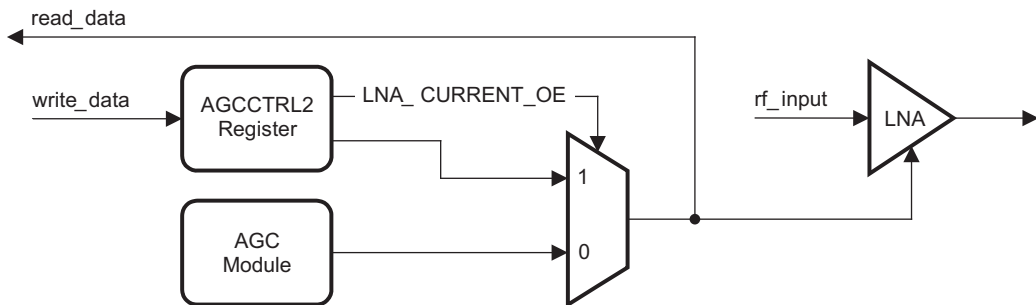 read_data
write_data
AGCCTRL2
Register
LNA_ CURRENT_OE
rf_input
LNA
1
0
AGC
Module